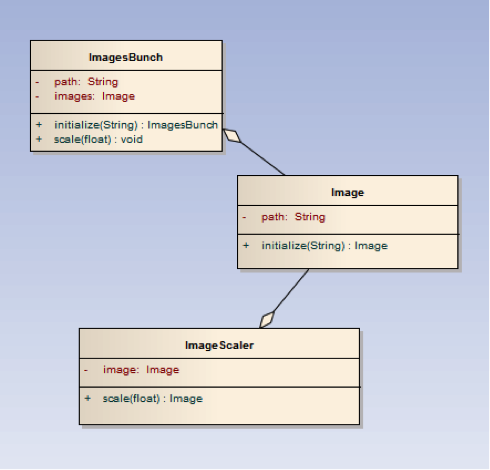 ImagesBunch
- path: String
- images: Image
+ initialize(String) : ImagesBunch
+ scale(float) : void
Image
- path: String
+ initialize(String) : Image
ImageScaler
- image: Image
+ scale(float) : Image